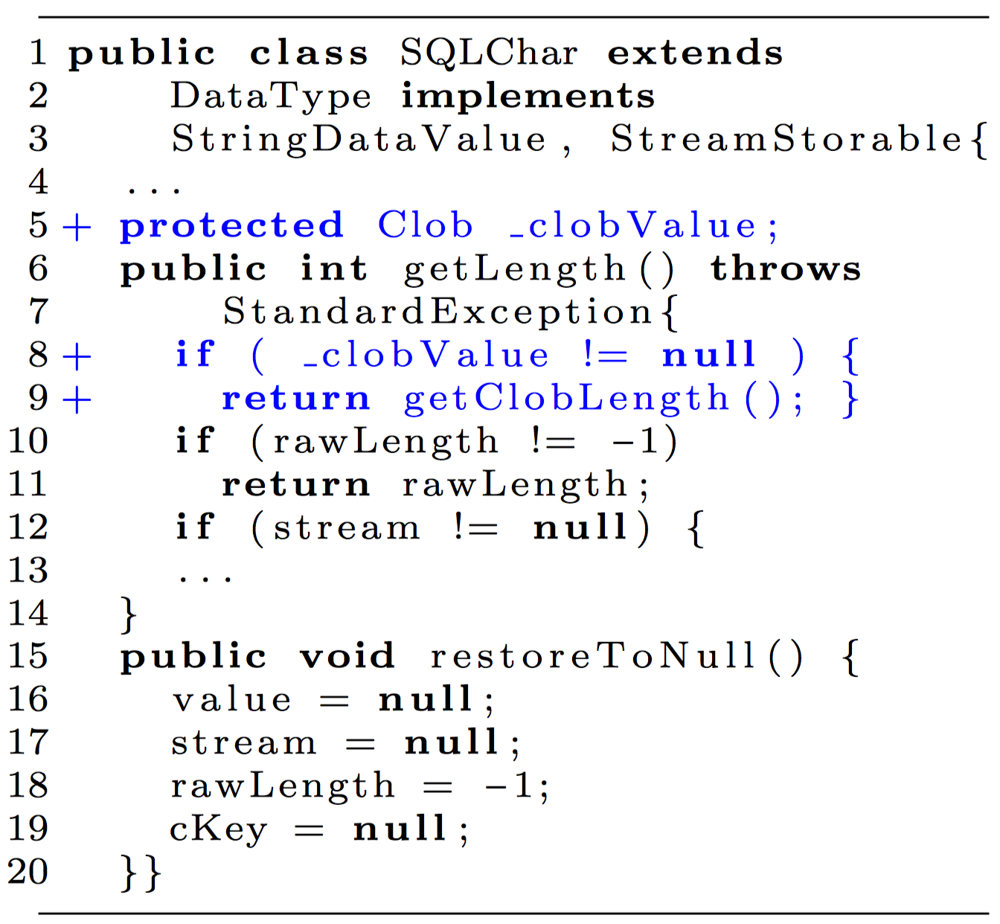 1 public class SQLChar extends
2 DataType implements
3 StringDataValue, StreamStorable{
4 ...
5 + protected Clob _clobValue;
6 public int getLength() throws
7 StandardException{
8 + if ( _clobValue != null ) {
9 + return getClobLength(); }
10 if (rawLength != -1)
11 return rawLength;
12 if (stream != null) {
13 ...
14 }
15 public void restoreToNull() {
16 value = null;
17 stream = null;
18 rawLength = -1;
19 cKey = null;
20 }}